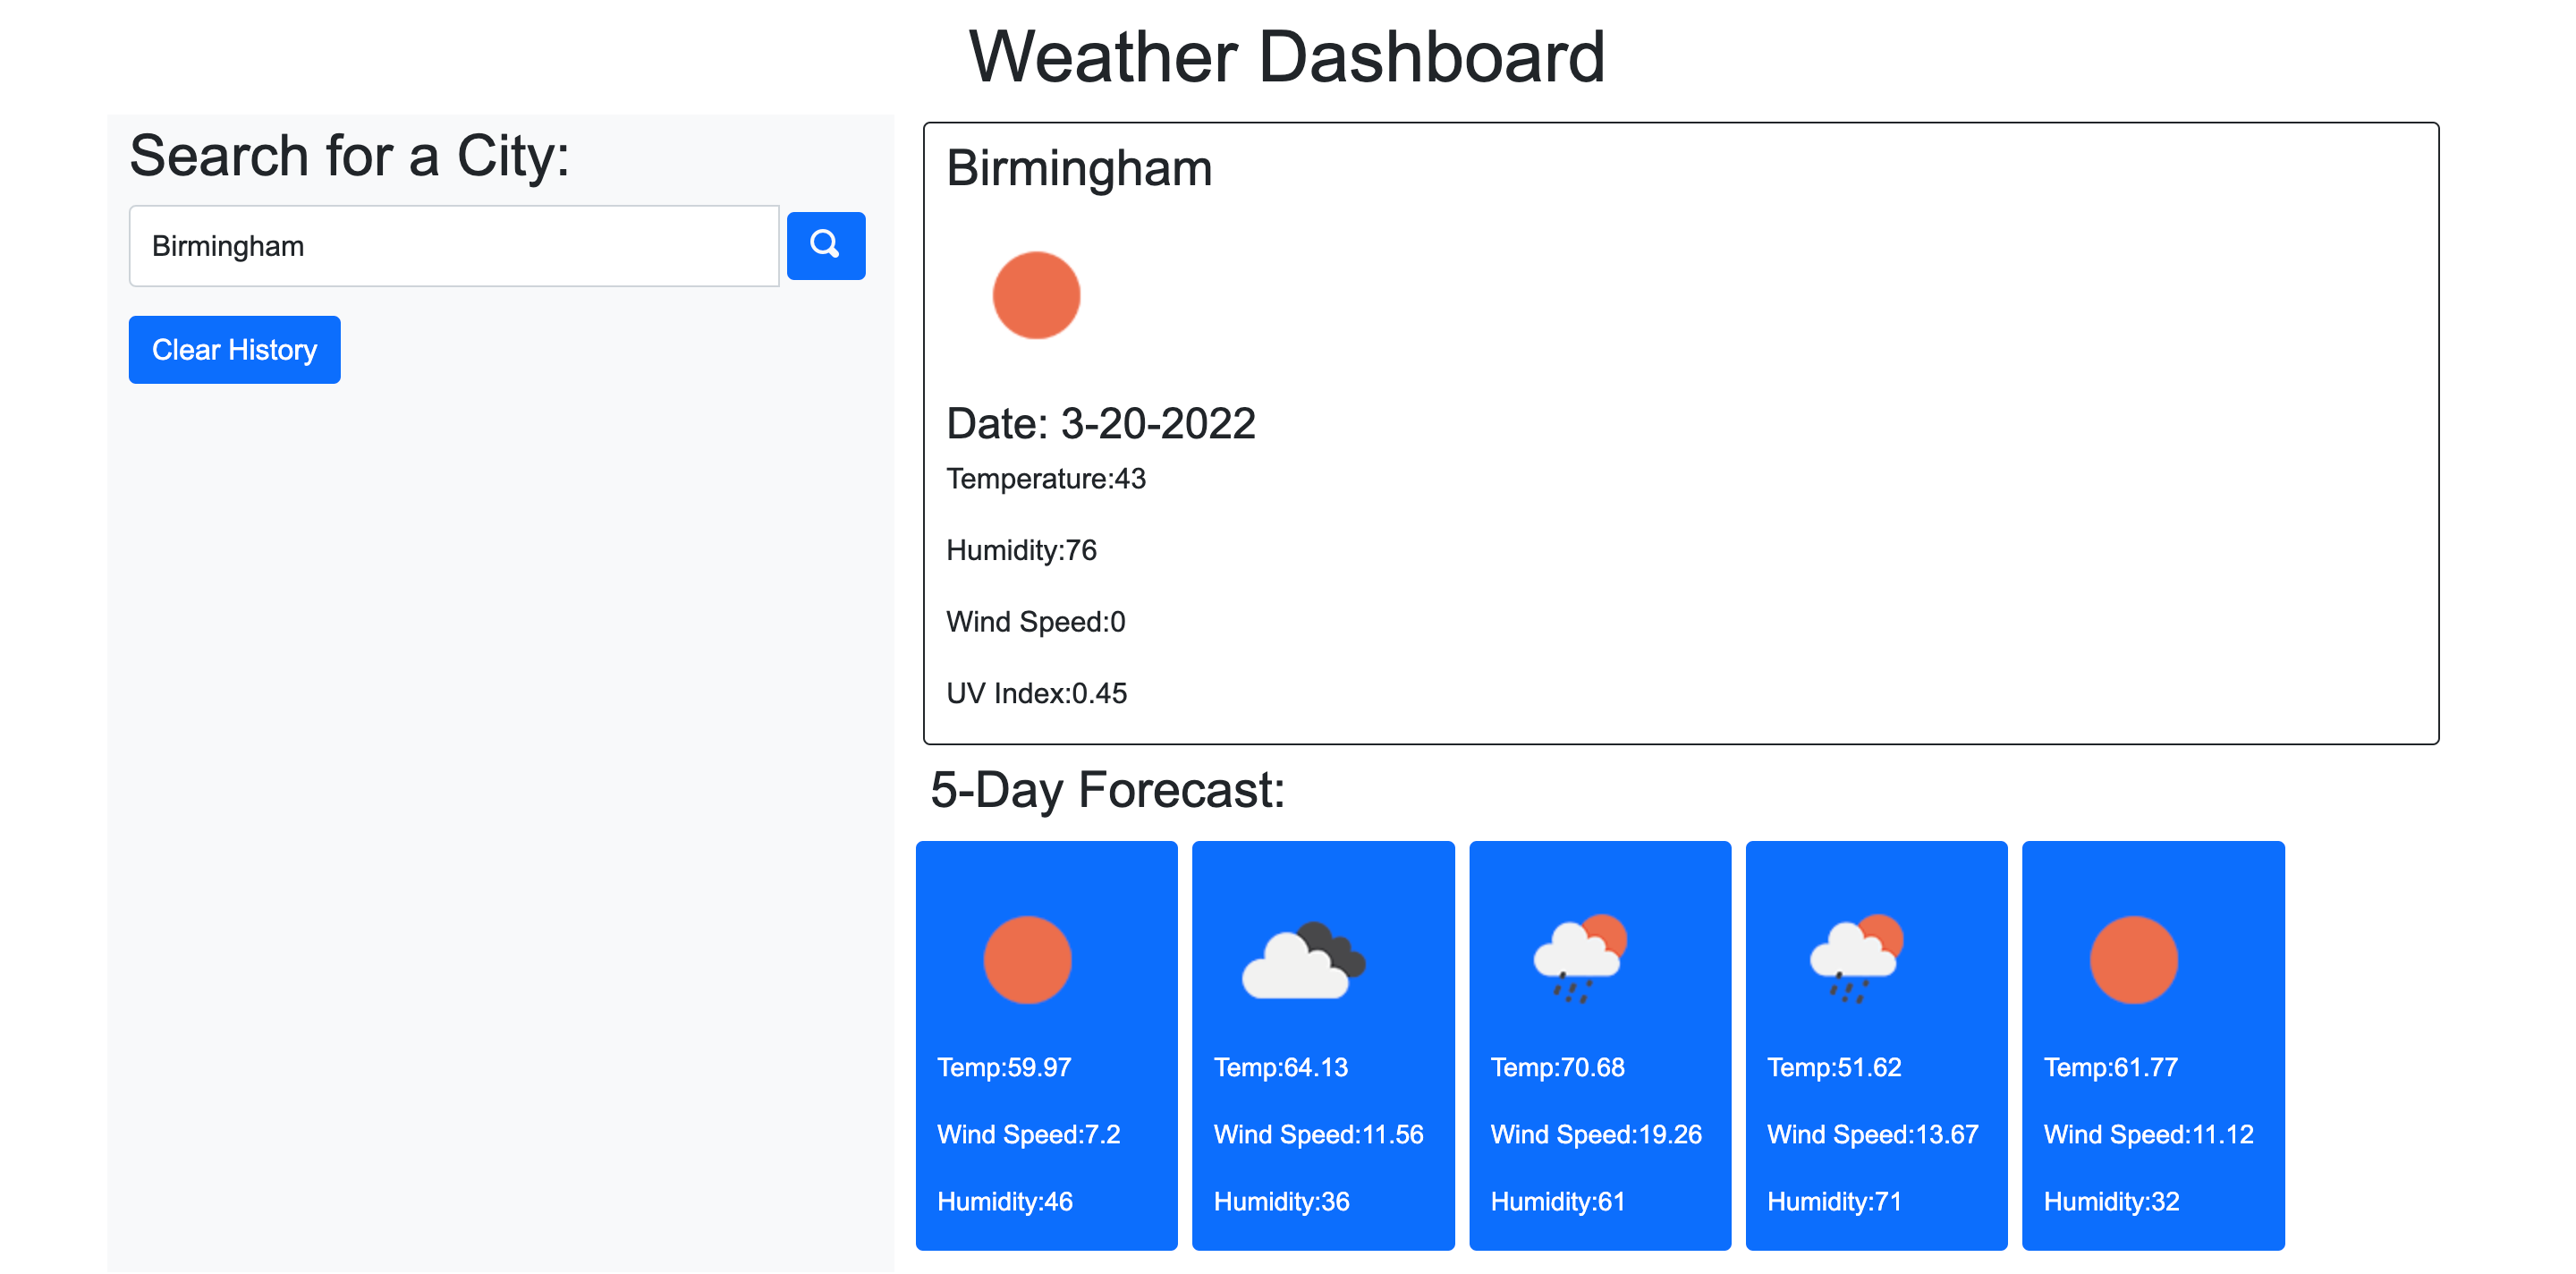 Weather Dashboard
Search for a City:
Birmingham
Clear History
Birmingham
Date: 3-20-2022
Temperature:43
Humidity:76
Wind Speed:0
UV Index:0.45
5-Day Forecast:
Temp:59.97
Wind Speed:7.2
Humidity:46
Temp:64.13
Wind Speed:11.56
Humidity:36
Temp:70.68
Wind Speed:19.26
Humidity:61
Temp:51.62
Wind Speed:13.67
Humidity:71
Temp:61.77
Wind Speed:11.12
Humidity:32